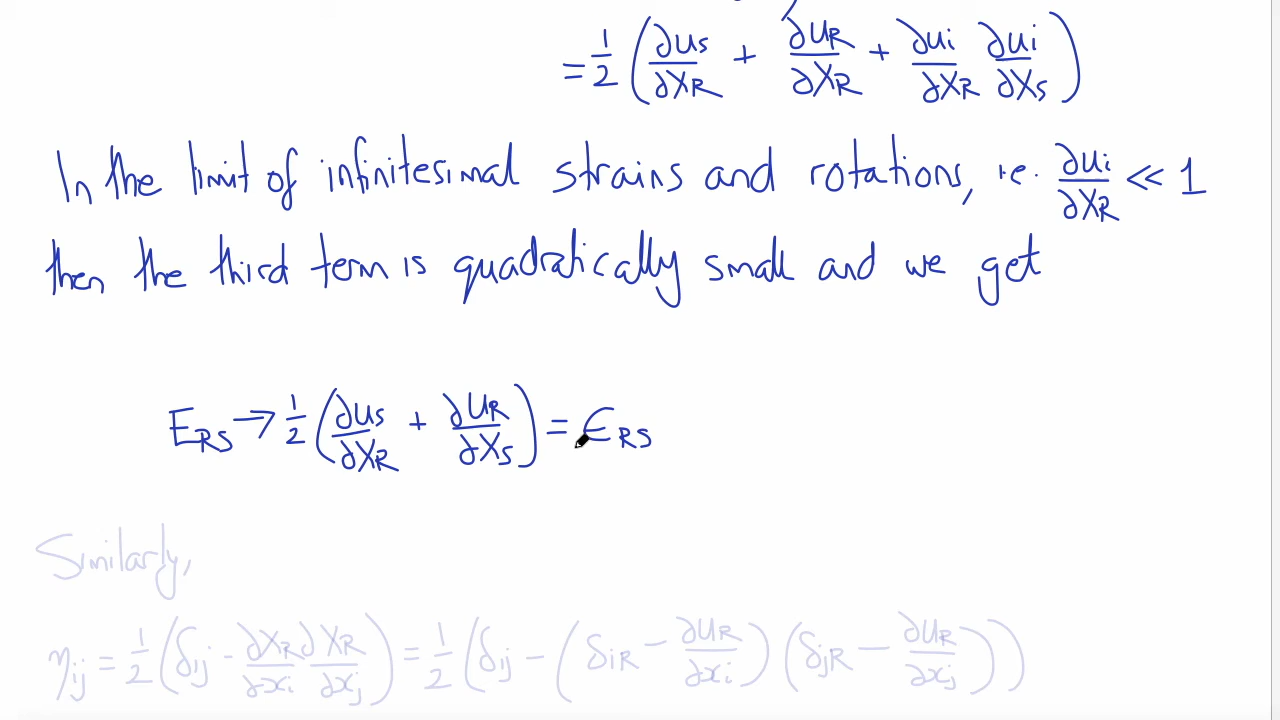 = 1/2 (∂uS/∂XR + ∂uR/∂XR + ∂ui/∂XR ∂ui/∂XS)
In the limit of infinitesimal strains and rotations, i.e. ∂ui/∂XR << 1
then the third term is quadratically small and we get
ERS → 1/2 (∂uS/∂XR + ∂uR/∂XS) = ϵRS
Similarly,
ηij = 1/2 (δij - ∂XR/∂xi ∂XR/∂xj) = 1/2 (δij - (δiR - ∂uR/∂xi) (δjR - ∂uR/∂xj))